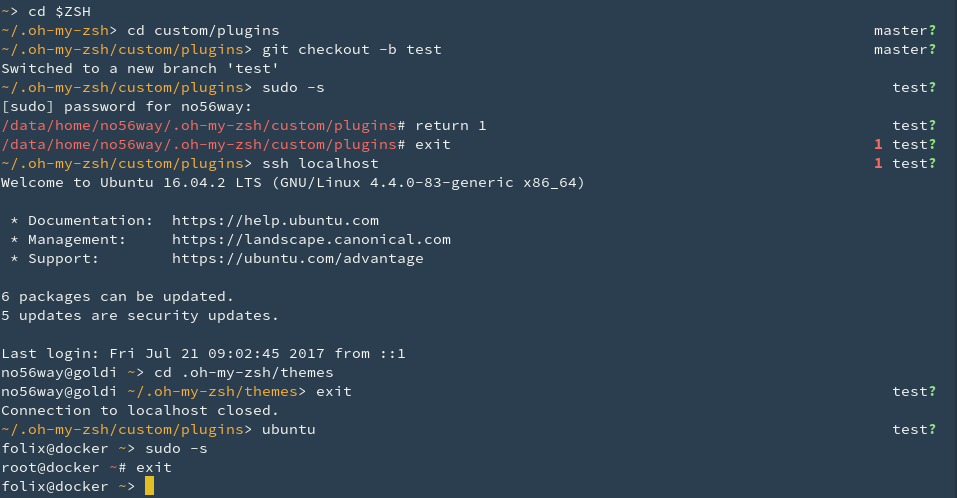 ~> cd $ZSH
~/.oh-my-zsh> cd custom/plugins master?
~/.oh-my-zsh/custom/plugins> git checkout -b test master?
Switched to a new branch 'test'
~/.oh-my-zsh/custom/plugins> sudo -s test?
[sudo] password for no56way:
/data/home/no56way/.oh-my-zsh/custom/plugins# return 1 test?
/data/home/no56way/.oh-my-zsh/custom/plugins# exit 1 test?
~/.oh-my-zsh/custom/plugins> ssh localhost 1 test?
Welcome to Ubuntu 16.04.2 LTS (GNU/Linux 4.4.0-83-generic x86_64)

 * Documentation:  https://help.ubuntu.com
 * Management:     https://landscape.canonical.com
 * Support:        https://ubuntu.com/advantage

6 packages can be updated.
5 updates are security updates.

Last login: Fri Jul 21 09:02:45 2017 from ::1
no56way@goldi ~> cd .oh-my-zsh/themes
no56way@goldi ~/.oh-my-zsh/themes> exit test?
Connection to localhost closed.
~/.oh-my-zsh/custom/plugins> ubuntu test?
folix@docker ~> sudo -s
root@docker ~# exit
folix@docker ~>